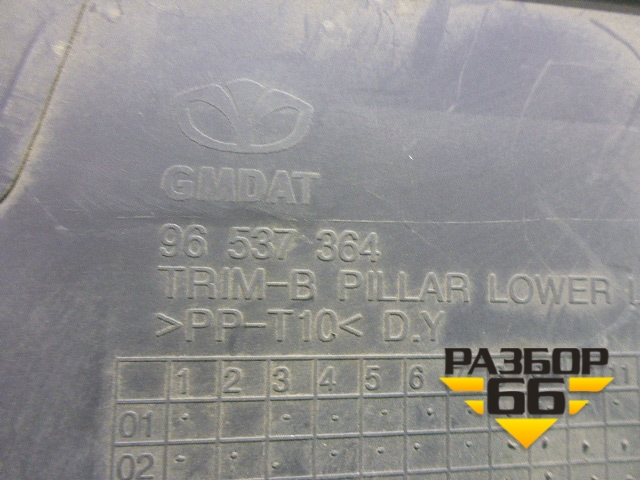 GMDAT
96 537 364
TRIM-B PILLAR LOWER L
>PP-T10< D.Y
1 2 3 4 5 6 11
01
02
РАЗБОР
66